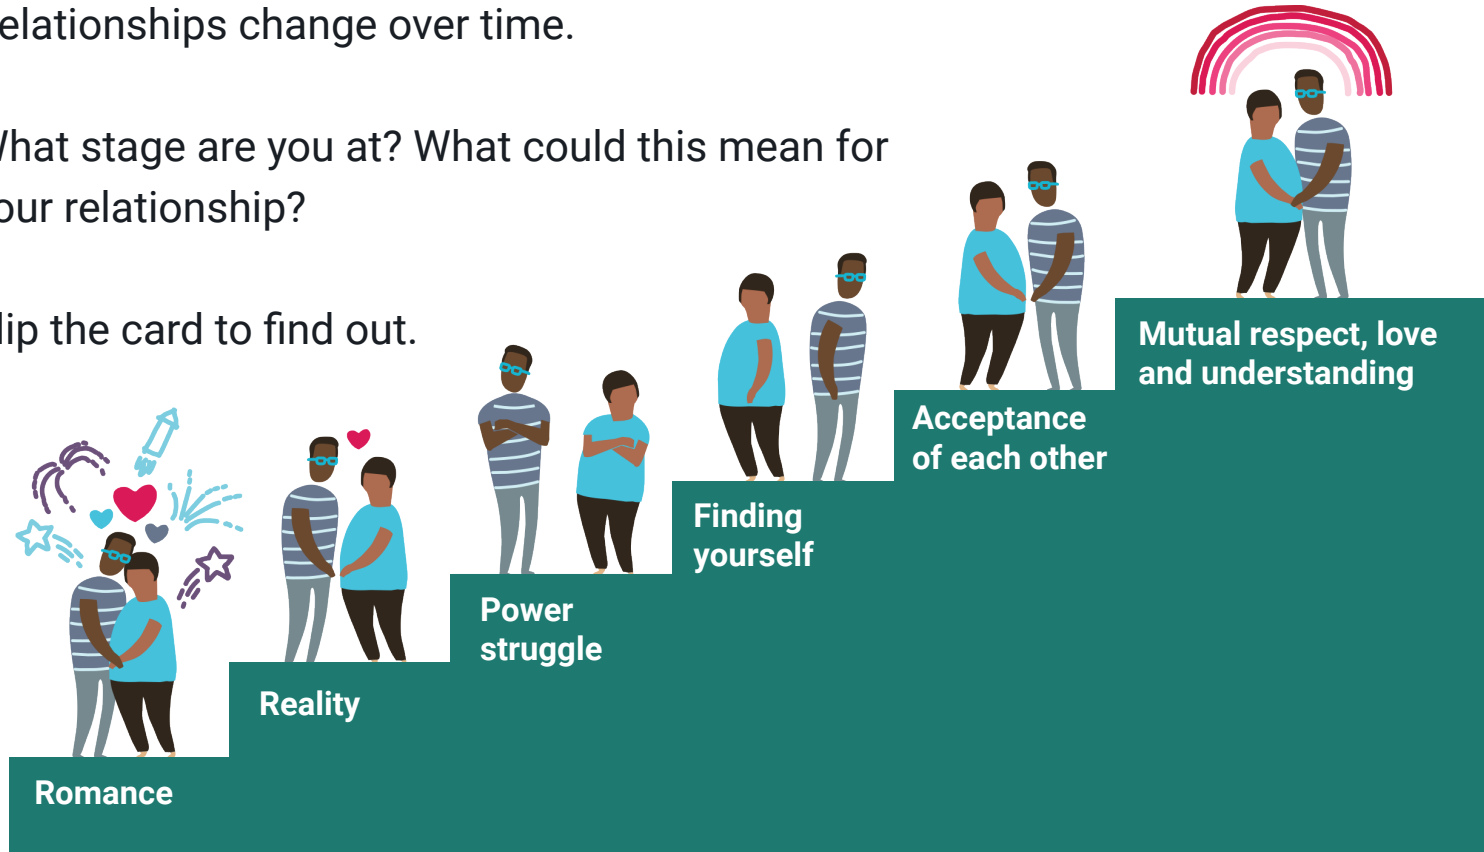 elationships change over time.
What stage are you at? What could this mean for
our relationship?
lip the card to find out.
Mutual respect, love
and understanding
Acceptance
of each other
Finding
yourself
Power
struggle
Reality
Romance